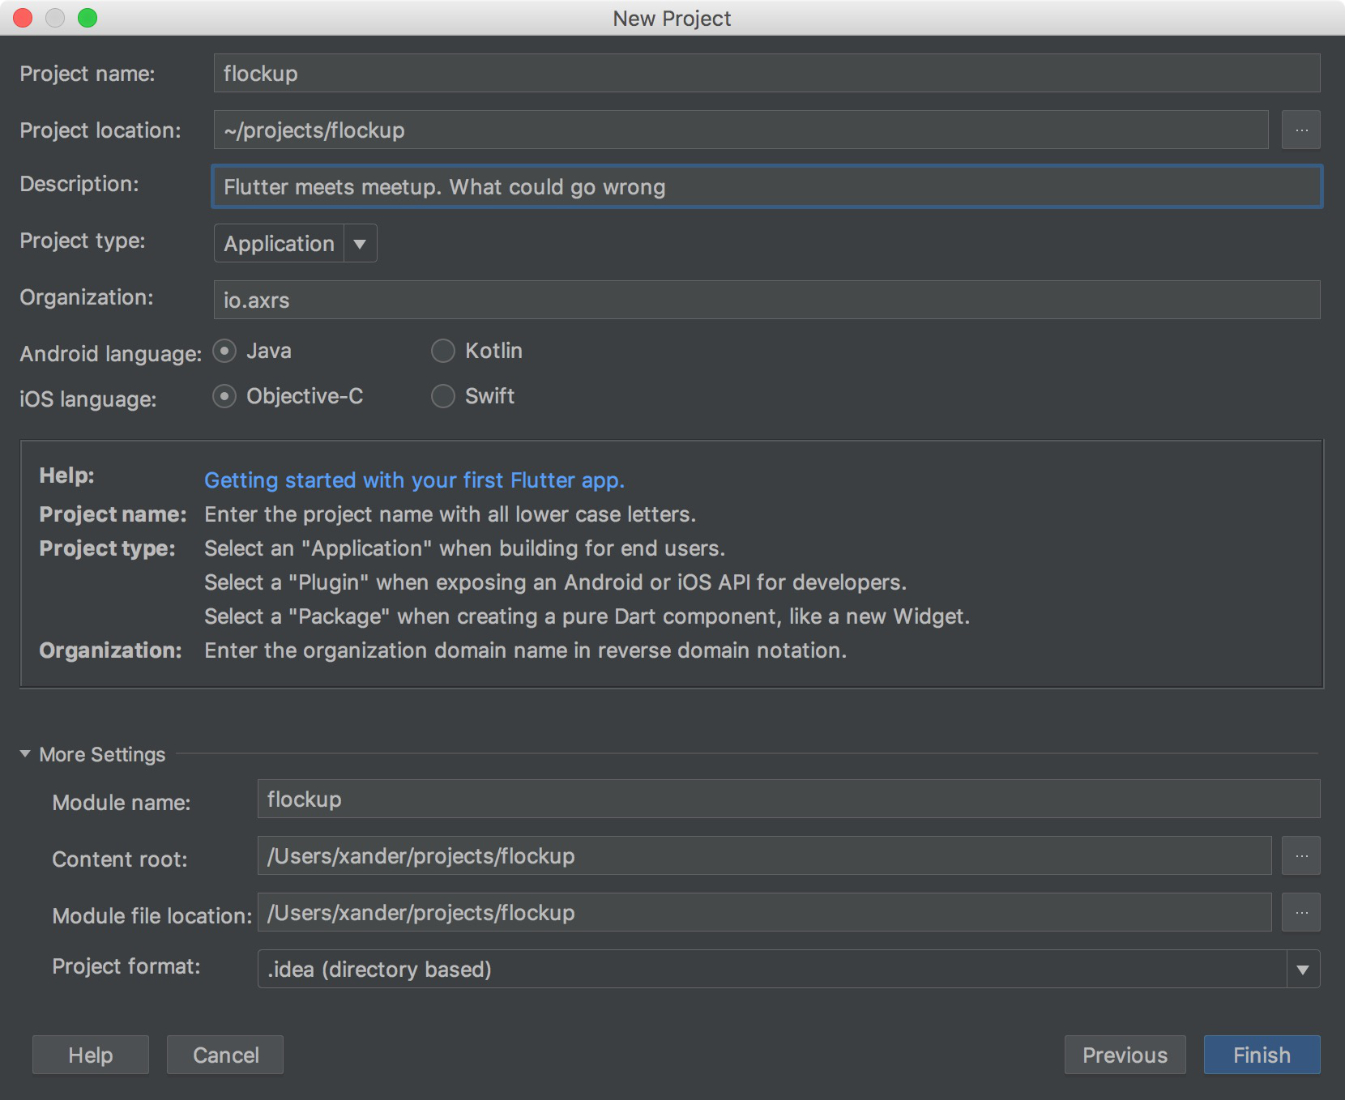 New Project
Project name: flockup
Project location: ~/projects/flockup ...
Description: Flutter meets meetup. What could go wrong
Project type: Application
Organization: io.axrs
Android language: Java Kotlin
iOS language: Objective-C Swift
Help: Getting started with your first Flutter app.
Project name: Enter the project name with all lower case letters.
Project type: Select an "Application" when building for end users.
Select a "Plugin" when exposing an Android or iOS API for developers.
Select a "Package" when creating a pure Dart component, like a new Widget.
Organization: Enter the organization domain name in reverse domain notation.
More Settings
Module name: flockup
Content root: /Users/xander/projects/flockup ...
Module file location: /Users/xander/projects/flockup ...
Project format: .idea (directory based)
Help Cancel Previous Finish